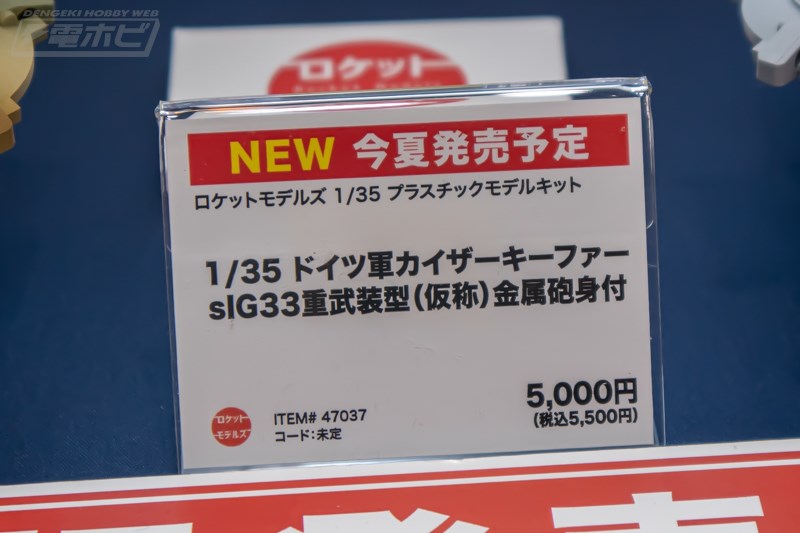 DENGEKI HOBBY WEB
電ホビ
ロケット
NEW 今夏発売予定
ロケットモデルズ 1/35 プラスチックモデルキット
1/35 ドイツ軍カイザーキーファー
sIG33重武装型(仮称)金属砲身付
5,000円
(税込5,500円)
ロケット
モデルズ
ITEM# 47037
コード:未定